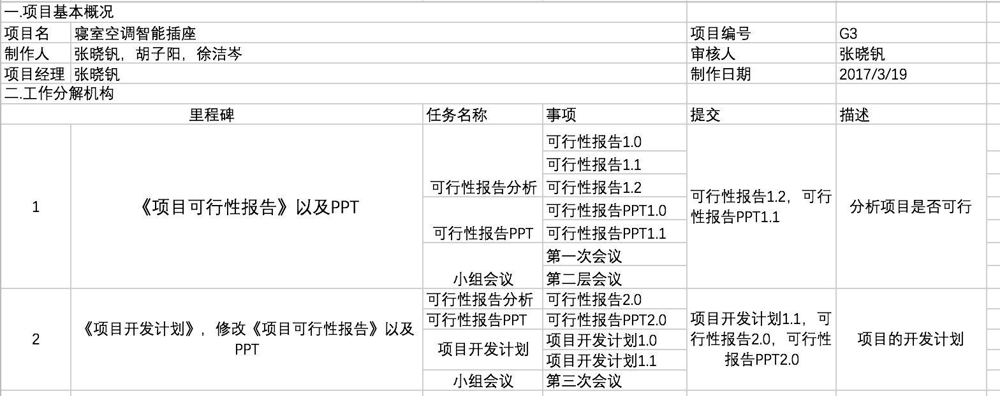 一.项目基本概况
项目名 寝室空调智能插座 项目编号 G3
制作人 张晓钒，胡子阳，徐洁岑 审核人 张晓钒
项目经理 张晓钒 制作日期 2017/3/19
二.工作分解机构
里程碑 任务名称 事项 提交 描述
1
《项目可行性报告》以及PPT
可行性报告分析
可行性报告1.0
可行性报告1.1
可行性报告1.2
可行性报告PPT
可行性报告PPT1.0
可行性报告PPT1.1
小组会议
第一次会议
第二层会议
可行性报告1.2，可行
性报告PPT1.1
分析项目是否可行
2
《项目开发计划》，修改《项目可行性报告》以及
PPT
可行性报告分析 可行性报告2.0
可行性报告PPT 可行性报告PPT2.0
项目开发计划
项目开发计划1.0
项目开发计划1.1
小组会议 第三次会议
项目开发计划1.1，可
行性报告2.0，可行性
报告PPT2.0
项目的开发计划